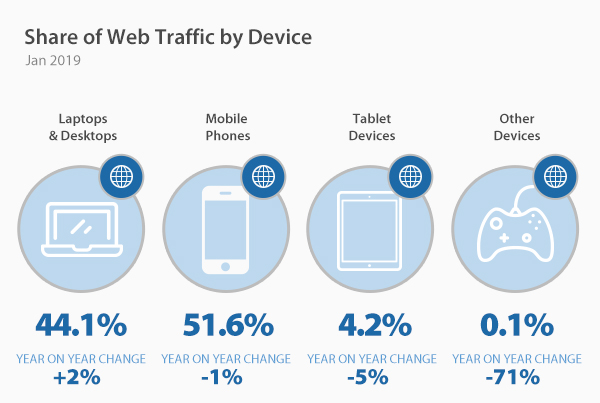 Share of Web Traffic by Device
Jan 2019
Laptops
& Desktops
Mobile
Phones
Tablet
Devices
Other
Devices
44.1%
51.6%
4.2%
0.1%
YEAR ON YEAR CHANGE
+2%
YEAR ON YEAR CHANGE
-1%
YEAR ON YEAR CHANGE
-5%
YEAR ON YEAR CHANGE
-71%